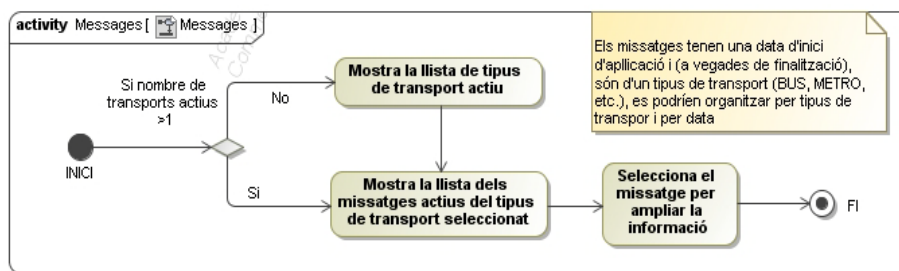 activity Messages [ Messages ]
Si nombre de
transports actius
>1
INICI
No
Si
Mostra la llista de tipus
de transport actiu
Mostra la llista dels
missatges actius del tipus
de transport seleccionat
Selecciona el
missatge per
ampliar la
informació
FI
Els missatges tenen una data d'inici
d'apllicació i (a vegades de finalització),
són d'un tipus de transport (BUS, METRO,
etc.), es podríen organitzar per tipus de
transpor i per data